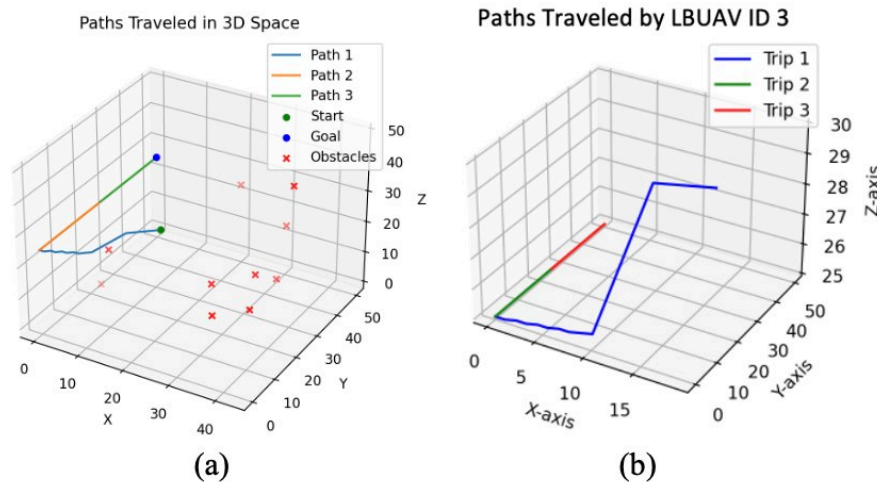 Paths Traveled in 3D Space
Path 1
Path 2
Path 3
Start
Goal
Obstacles
50
40
30
20
10
0
Z
0
10
20
30
40
X
0
10
20
30
40
50
Y
(a)
Paths Traveled by LBUAV ID 3
Trip 1
Trip 2
Trip 3
30
29
28
27
26
25
Z-axis
0
5
10
15
X-axis
0
10
20
30
40
50
Y-axis
(b)